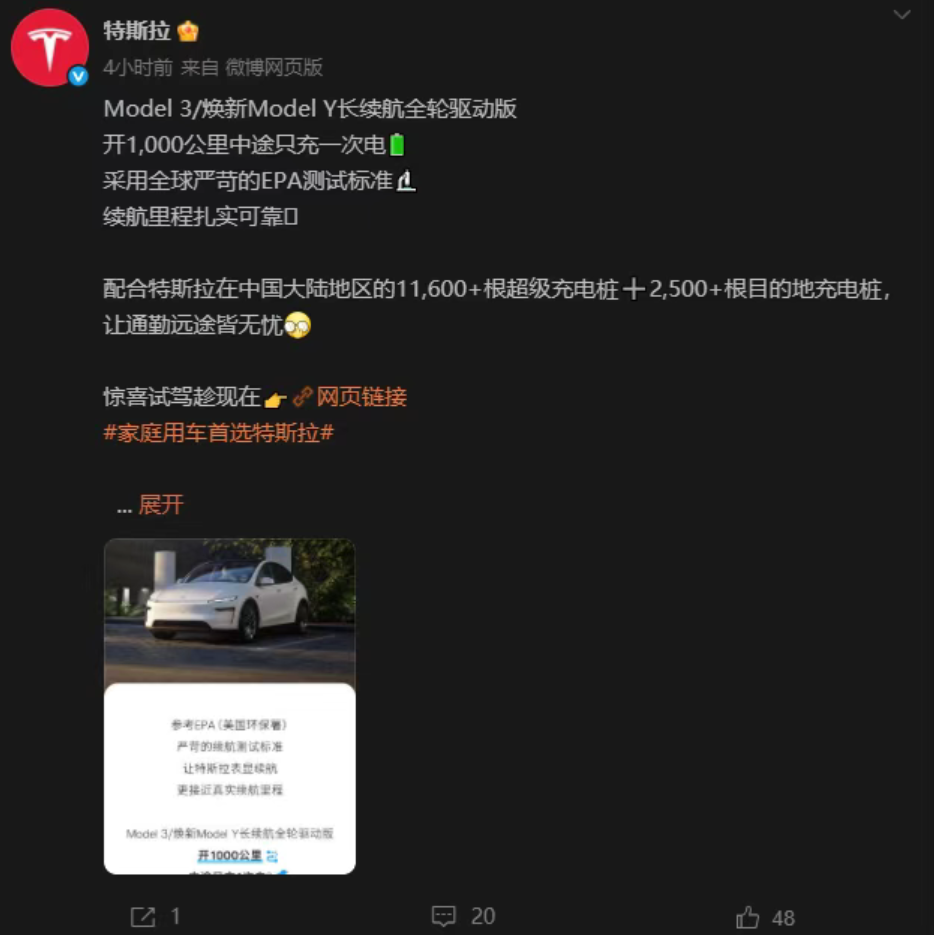 特斯拉
4小时前 来自 微博网页版
Model 3/焕新Model Y长续航全轮驱动版
开1,000公里中途只充一次电🔋
采用全球严苛的EPA测试标准🔬
续航里程扎实可靠▯
配合特斯拉在中国大陆地区的11,600+根超级充电桩➕2,500+根目的地充电桩,
让通勤远途皆无忧
惊喜试驾趁现在👉网页链接
#家庭用车首选特斯拉#
... 展开
参考EPA(美国环保署)
严苛的续航测试标准
让特斯拉表显续航
更接近真实续航里程
Model 3/焕新Model Y长续航全轮驱动版
开1000公里
1
20
48